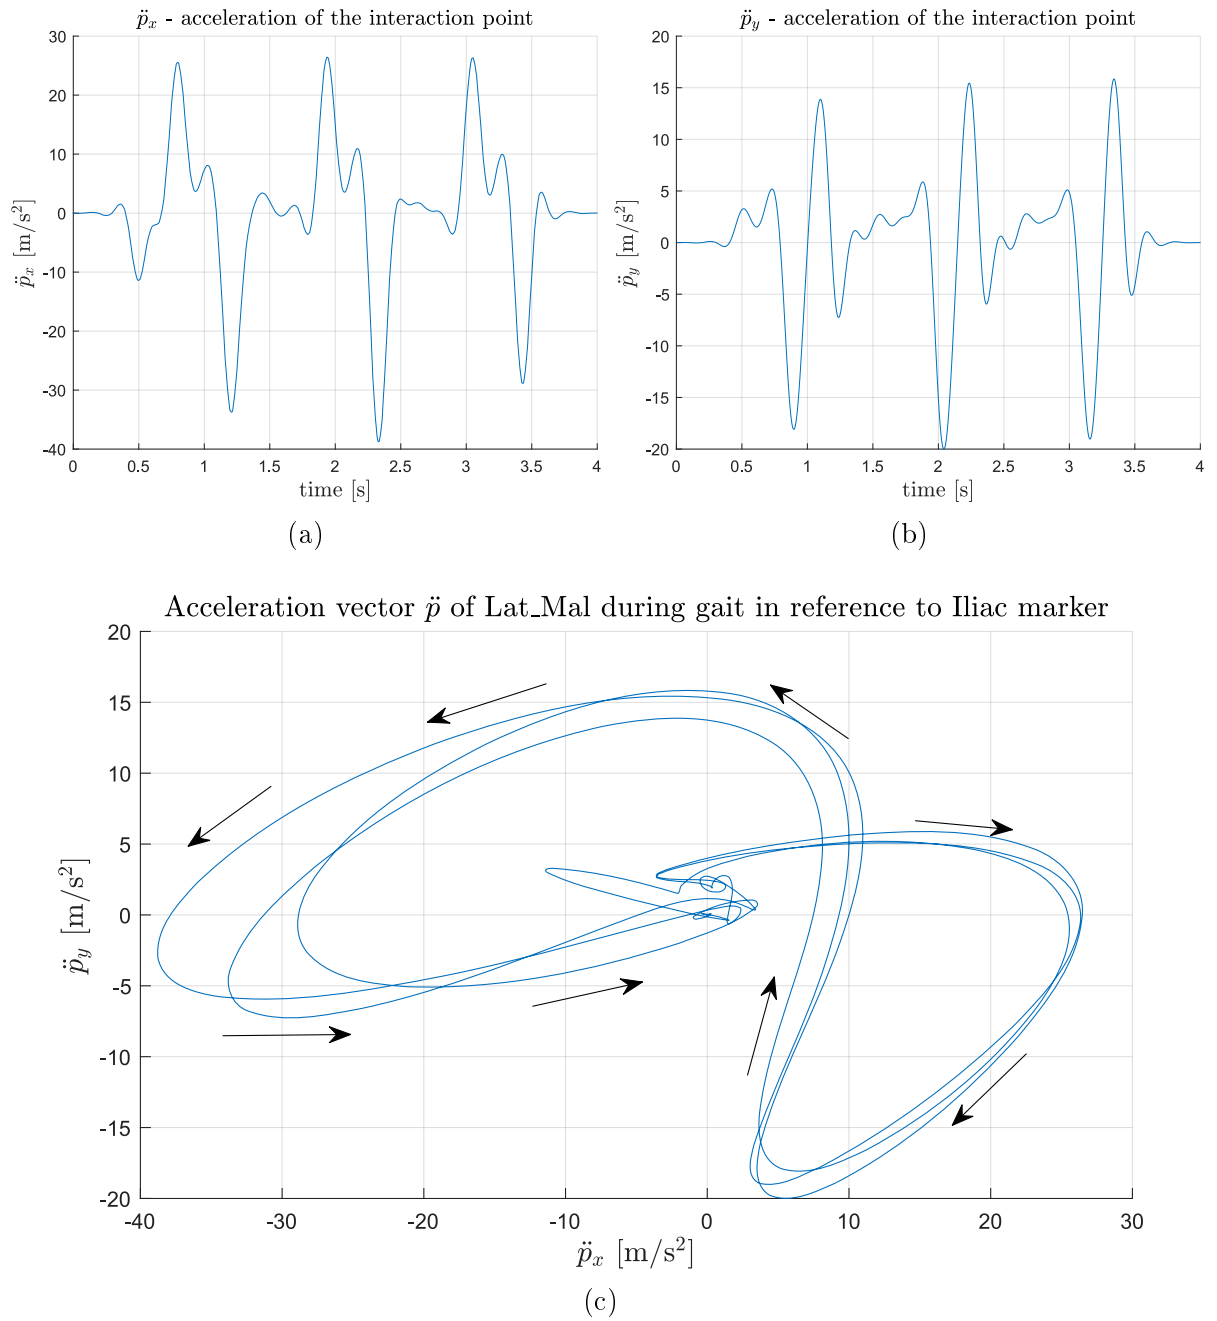 p̈ₓ - acceleration of the interaction point
30
20
10
0
-10
-20
-30
-40
p̈ₓ [m/s²]
0 0.5 1 1.5 2 2.5 3 3.5 4
time [s]
(a)
p̈ᵧ - acceleration of the interaction point
20
15
10
5
0
-5
-10
-15
-20
p̈ᵧ [m/s²]
0 0.5 1 1.5 2 2.5 3 3.5 4
time [s]
(b)
Acceleration vector p̈ of Lat_Mal during gait in reference to Iliac marker
20
15
10
5
0
-5
-10
-15
-20
p̈ᵧ [m/s²]
-40 -30 -20 -10 0 10 20 30
p̈ₓ [m/s²]
(c)